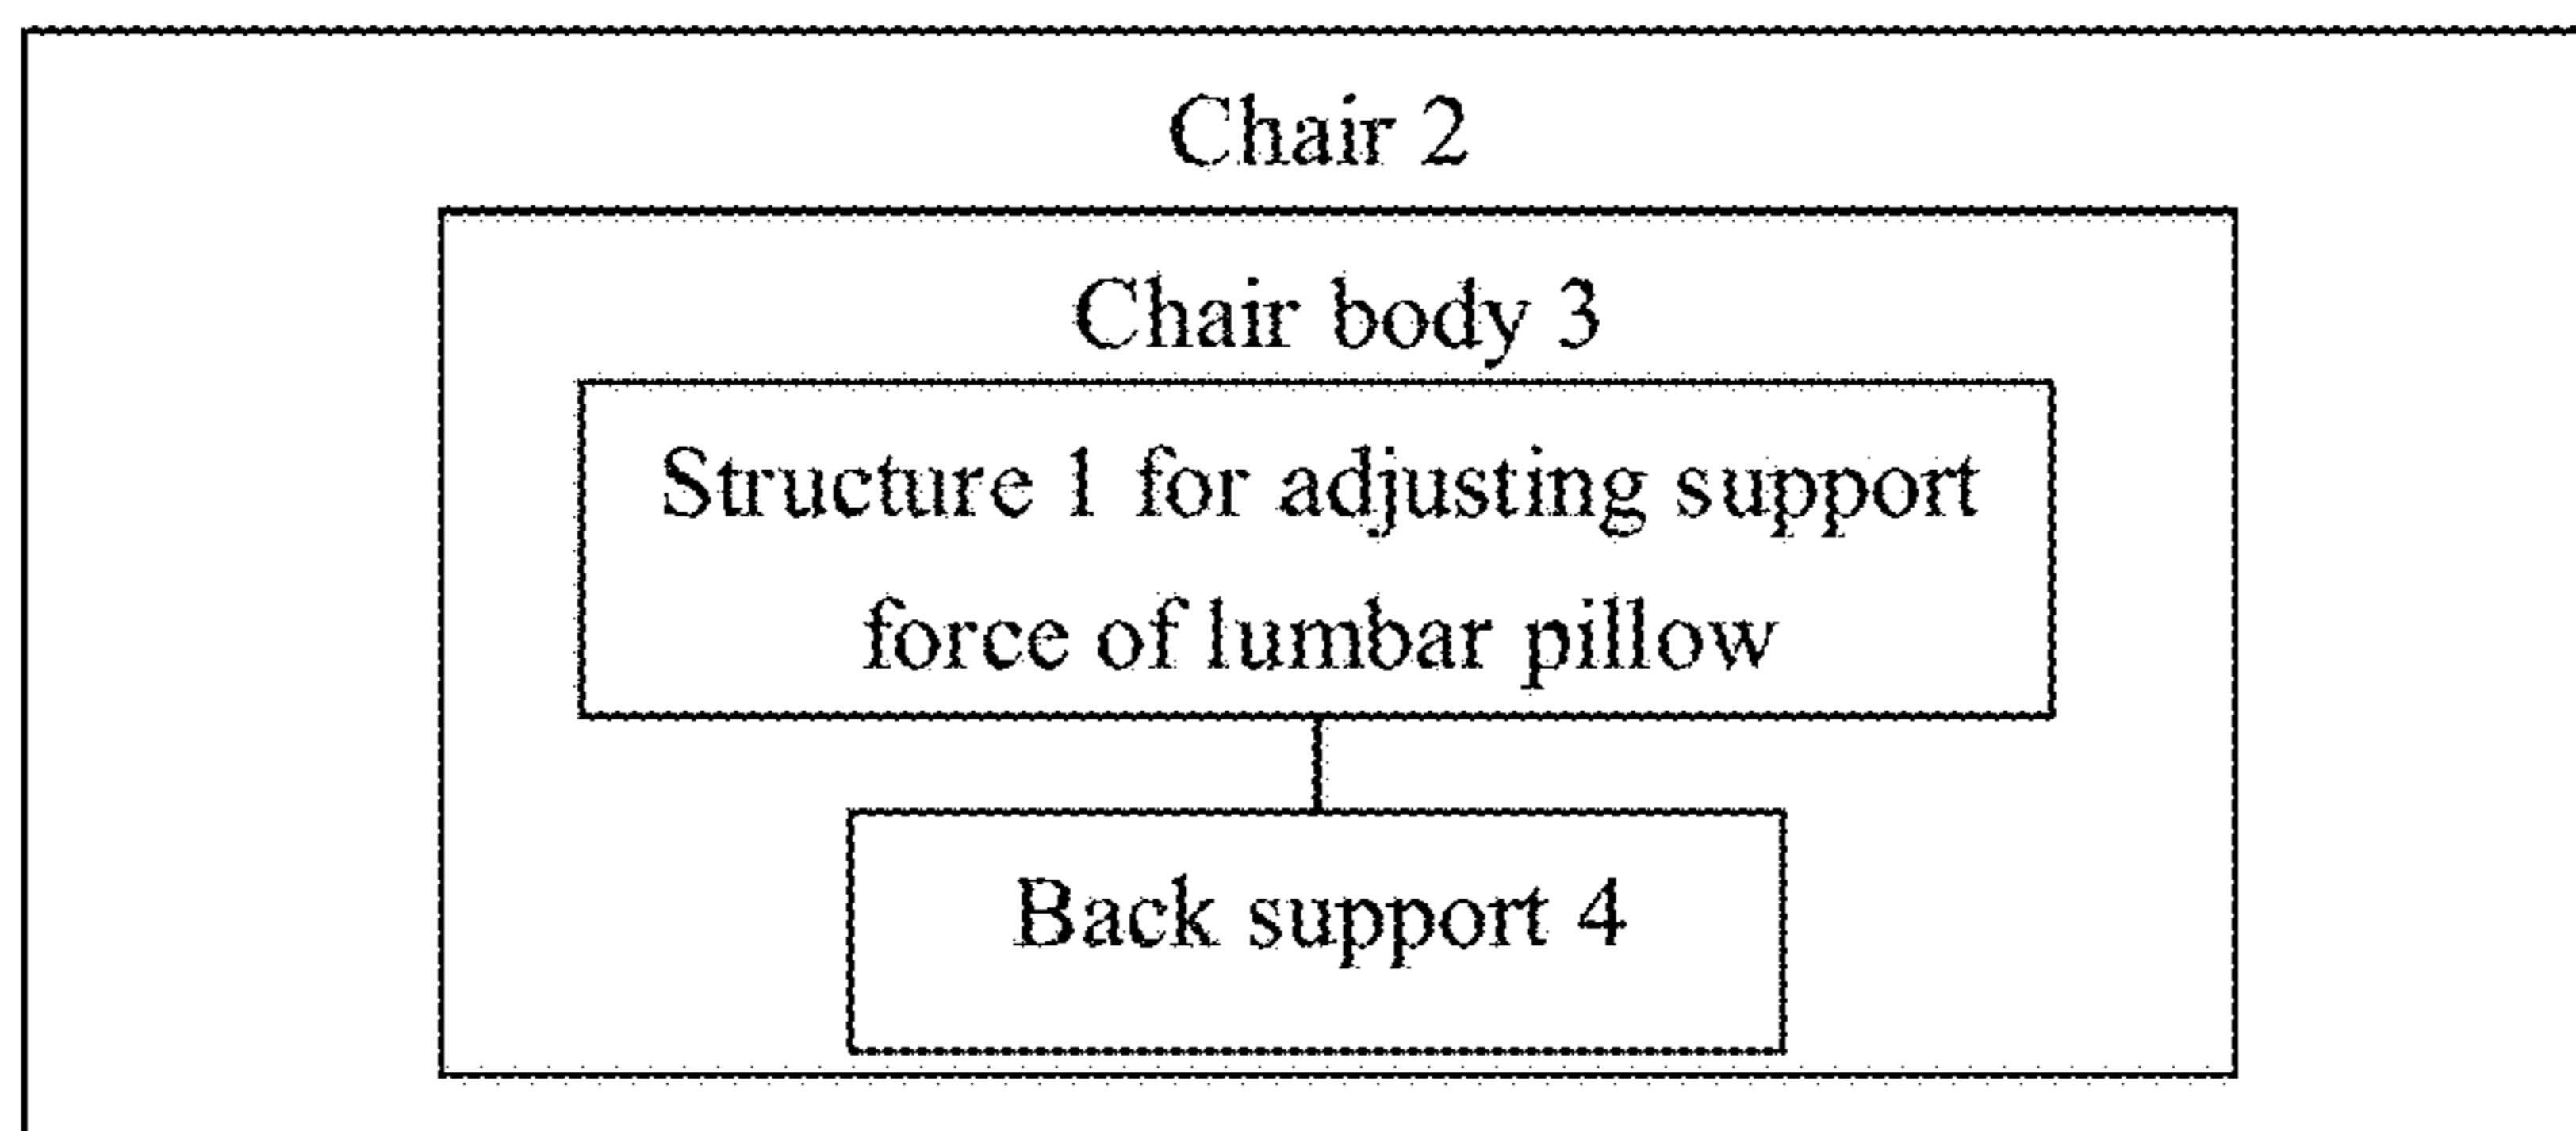 Chair 2
Chair body 3
Structure 1 for adjusting support
force of lumbar pillow
Back support 4